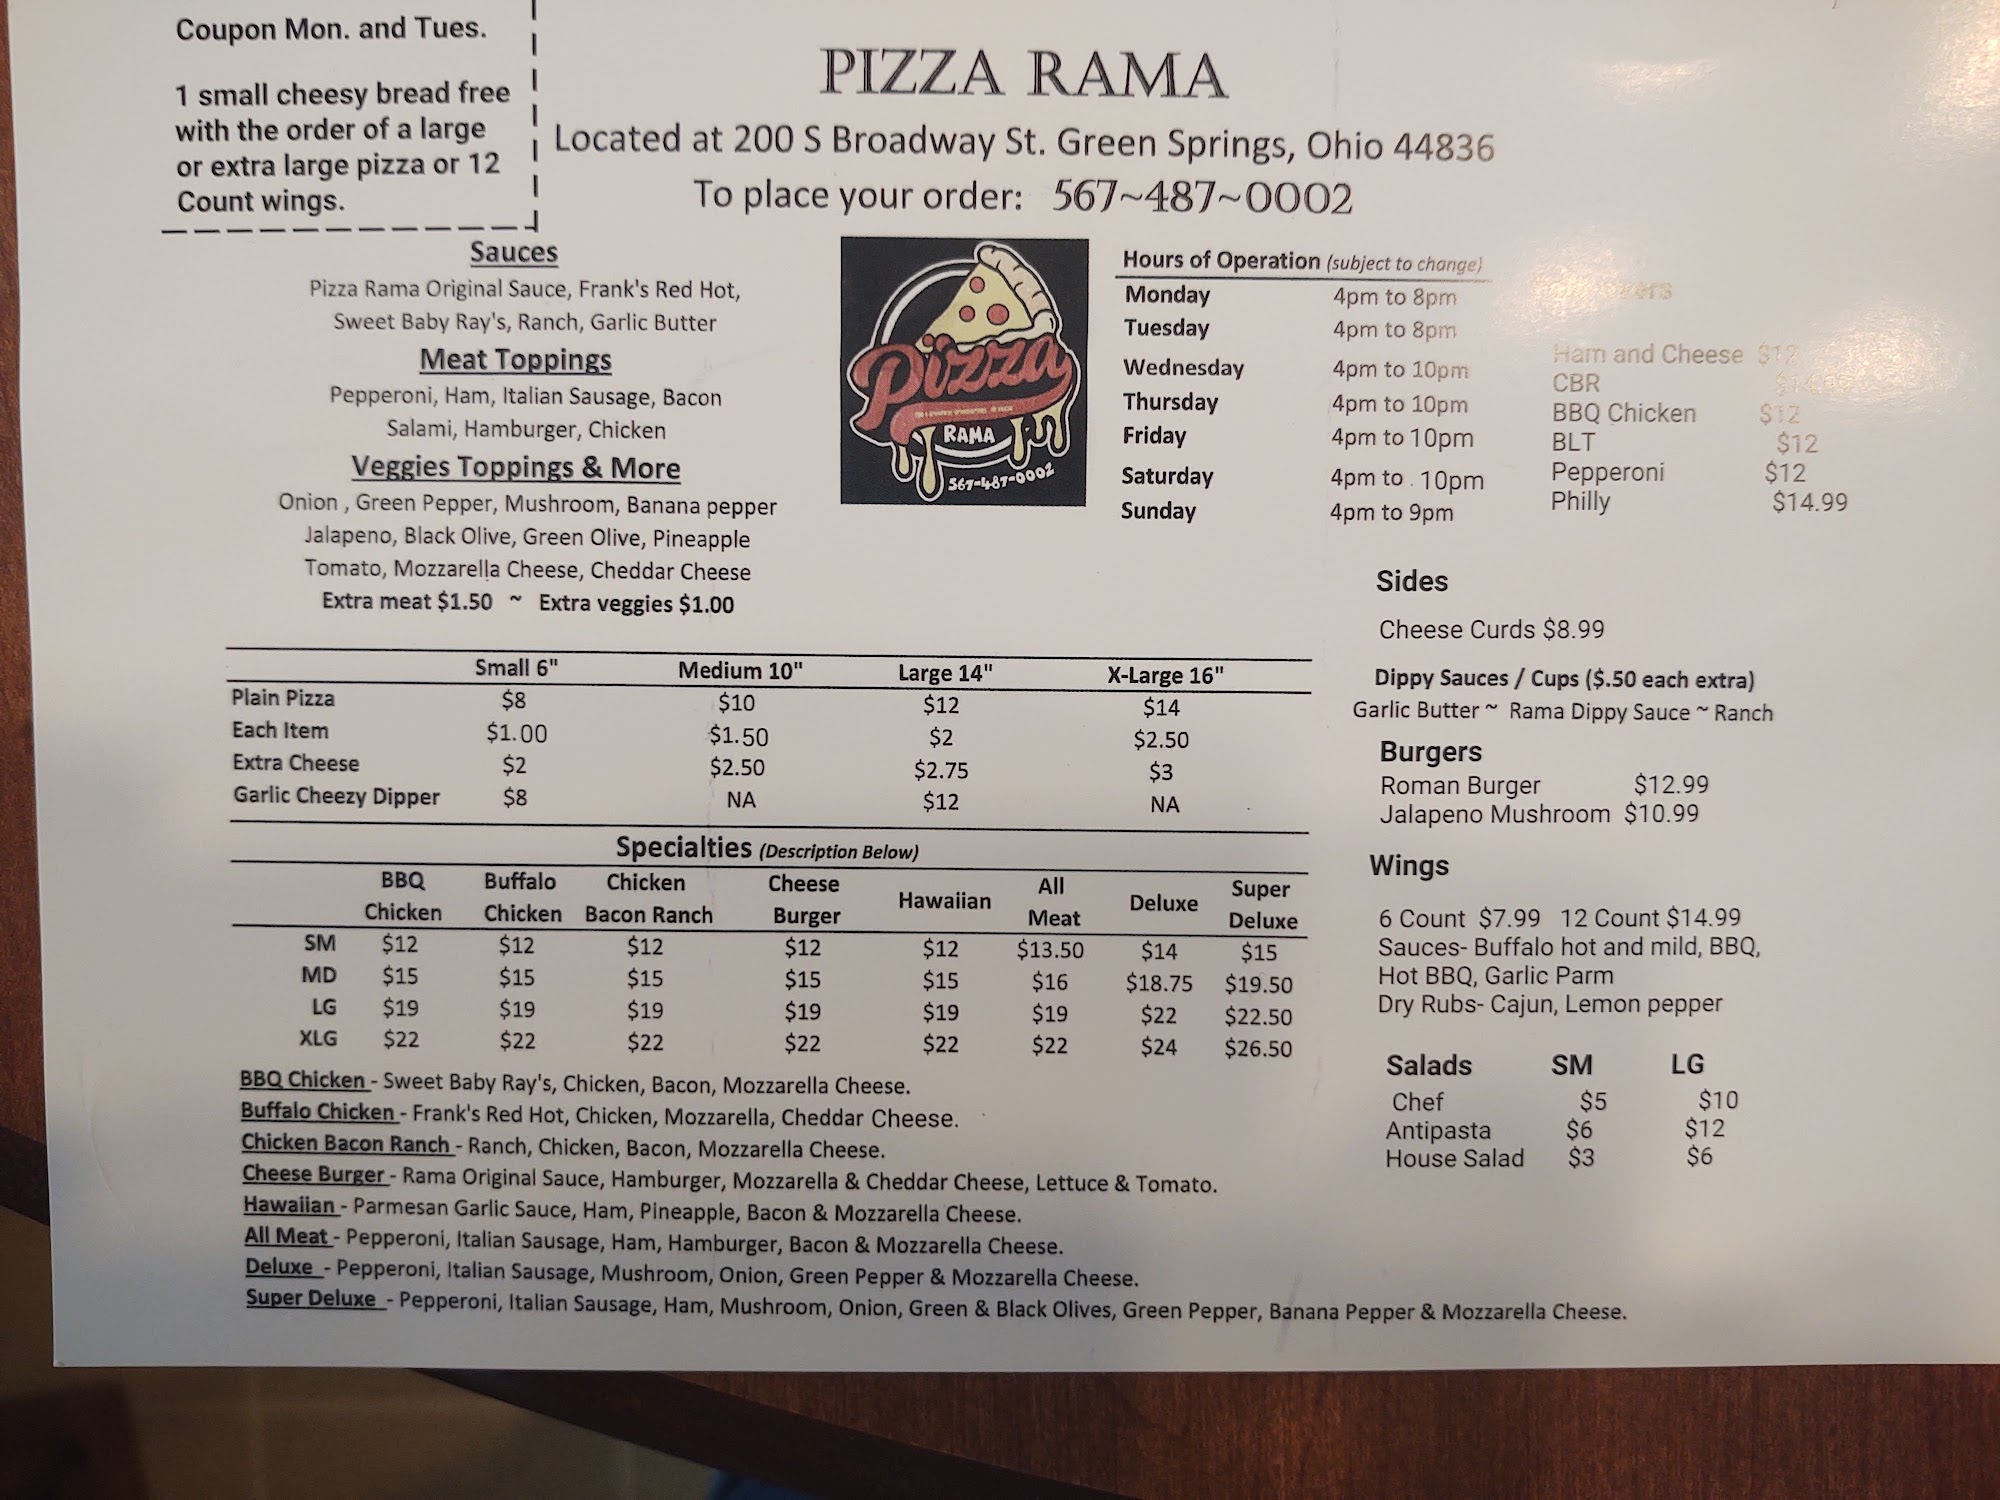 Coupon Mon. and Tues.
1 small cheesy bread free
with the order of a large
or extra large pizza or 12
Count wings.
PIZZA RAMA
Located at 200 S Broadway St. Green Springs, Ohio 44836
To place your order: 567~487~0002
Sauces
Pizza Rama Original Sauce, Frank's Red Hot,
Sweet Baby Ray's, Ranch, Garlic Butter
Meat Toppings
Pepperoni, Ham, Italian Sausage, Bacon
Salami, Hamburger, Chicken
Veggies Toppings & More
Onion , Green Pepper, Mushroom, Banana pepper
Jalapeno, Black Olive, Green Olive, Pineapple
Tomato, Mozzarella Cheese, Cheddar Cheese
Extra meat $1.50 ~ Extra veggies $1.00
Pizza
RAMA
567-487-0002
Hours of Operation (subject to change)
Monday 4pm to 8pm
Tuesday 4pm to 8pm
Wednesday 4pm to 10pm
Thursday 4pm to 10pm
Friday 4pm to 10pm
Saturday 4pm to 10pm
Sunday 4pm to 9pm
Ham and Cheese $12
CBR
BBQ Chicken $12
BLT $12
Pepperoni $12
Philly $14.99
Sides
Cheese Curds $8.99
Dippy Sauces / Cups ($.50 each extra)
Garlic Butter ~ Rama Dippy Sauce ~ Ranch
Burgers
Roman Burger $12.99
Jalapeno Mushroom $10.99
Wings
6 Count $7.99 12 Count $14.99
Sauces- Buffalo hot and mild, BBQ,
Hot BBQ, Garlic Parm
Dry Rubs- Cajun, Lemon pepper
Salads SM LG
Chef $5 $10
Antipasta $6 $12
House Salad $3 $6
Small 6" Medium 10" Large 14" X-Large 16"
Plain Pizza $8 $10 $12 $14
Each Item $1.00 $1.50 $2 $2.50
Extra Cheese $2 $2.50 $2.75 $3
Garlic Cheezy Dipper $8 NA $12 NA
Specialties (Description Below)
BBQ Buffalo Chicken Cheese Hawaiian All Deluxe Super
Chicken Chicken Bacon Ranch Burger Meat Deluxe
SM $12 $12 $12 $12 $12 $13.50 $14 $15
MD $15 $15 $15 $15 $15 $16 $18.75 $19.50
LG $19 $19 $19 $19 $19 $19 $22 $22.50
XLG $22 $22 $22 $22 $22 $22 $24 $26.50
BBQ Chicken - Sweet Baby Ray's, Chicken, Bacon, Mozzarella Cheese.
Buffalo Chicken - Frank's Red Hot, Chicken, Mozzarella, Cheddar Cheese.
Chicken Bacon Ranch - Ranch, Chicken, Bacon, Mozzarella Cheese.
Cheese Burger - Rama Original Sauce, Hamburger, Mozzarella & Cheddar Cheese, Lettuce & Tomato.
Hawaiian - Parmesan Garlic Sauce, Ham, Pineapple, Bacon & Mozzarella Cheese.
All Meat - Pepperoni, Italian Sausage, Ham, Hamburger, Bacon & Mozzarella Cheese.
Deluxe - Pepperoni, Italian Sausage, Mushroom, Onion, Green Pepper & Mozzarella Cheese.
Super Deluxe - Pepperoni, Italian Sausage, Ham, Mushroom, Onion, Green & Black Olives, Green Pepper, Banana Pepper & Mozzarella Cheese.